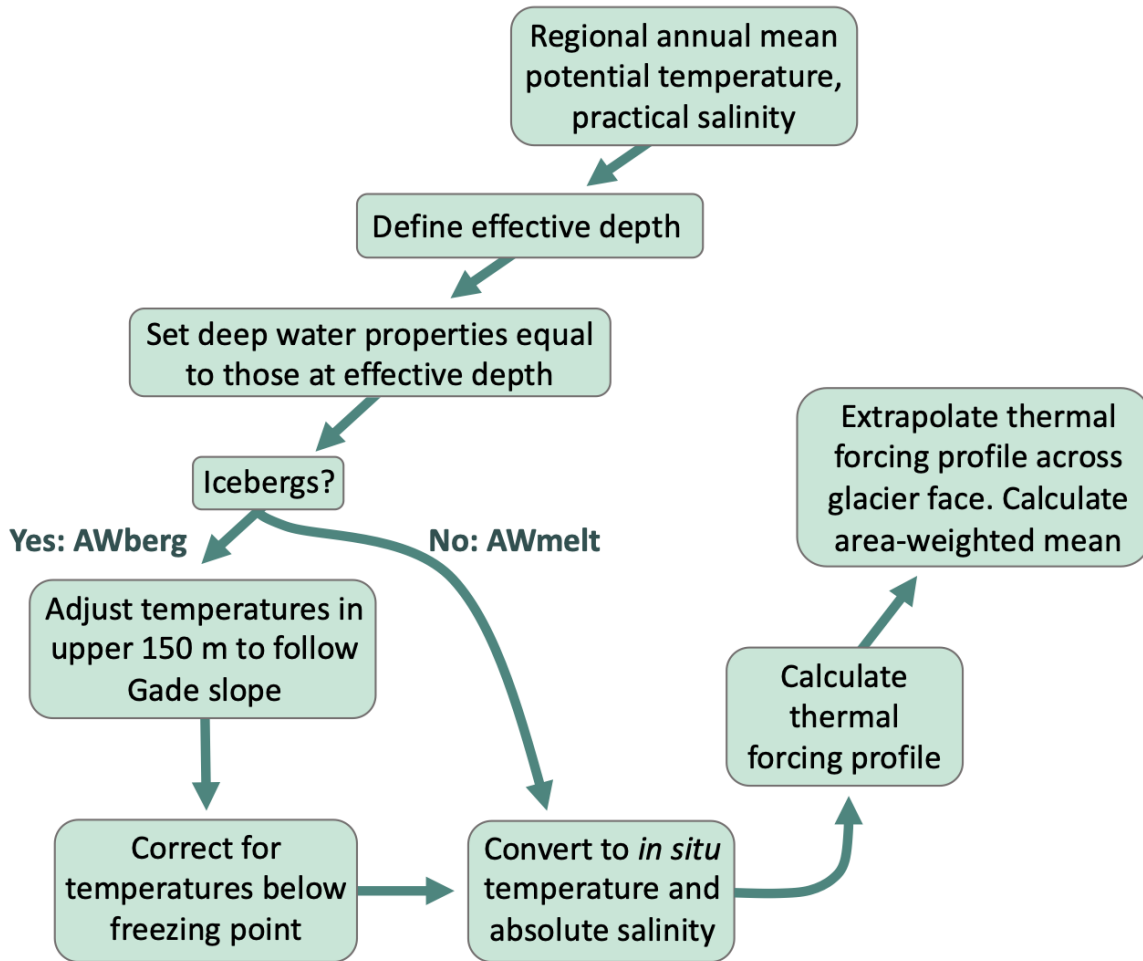 Regional annual mean
potential temperature,
practical salinity
Define effective depth
Set deep water properties equal
to those at effective depth
Icebergs?
Yes: AWberg
No: AWmelt
Adjust temperatures in
upper 150 m to follow
Gade slope
Correct for
temperatures below
freezing point
Convert to in situ
temperature and
absolute salinity
Calculate
thermal
forcing profile
Extrapolate thermal
forcing profile across
glacier face. Calculate
area-weighted mean